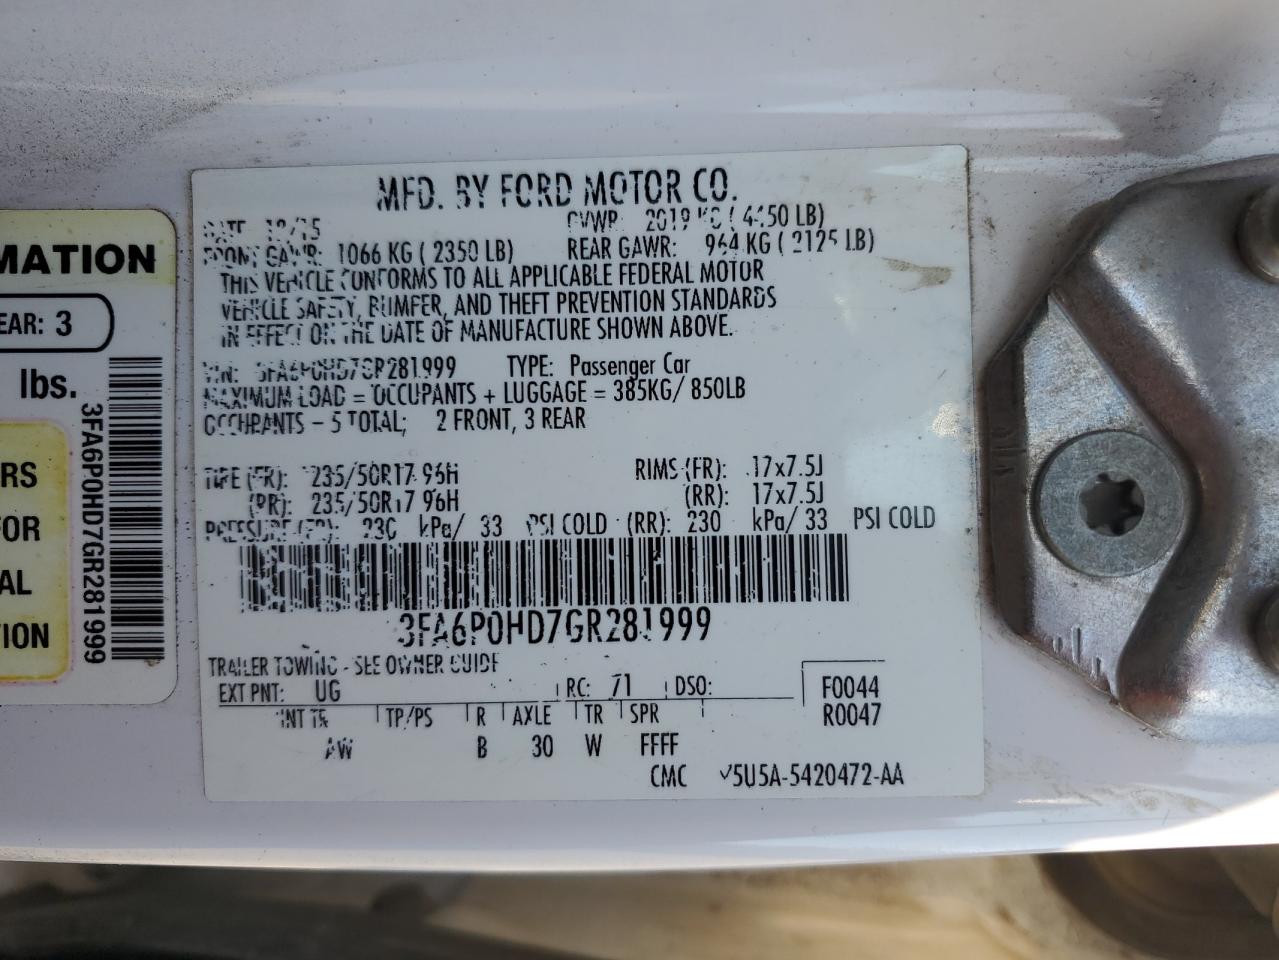 MATION
EAR: 3
lbs.
3FA6P0HD7GR281999
RS
FOR
AL
ION
MFD. BY FORD MOTOR CO.
DATE: 12/15 GVWR: 2019 KG ( 4450 LB)
FRONT GAWR: 1066 KG ( 2350 LB) REAR GAWR: 964 KG ( 2125 LB)
THIS VEHICLE CONFORMS TO ALL APPLICABLE FEDERAL MOTOR
VEHICLE SAFETY, BUMPER, AND THEFT PREVENTION STANDARDS
IN EFFECT ON THE DATE OF MANUFACTURE SHOWN ABOVE.
VIN: 3FA6P0HD7GR281999 TYPE: Passenger Car
MAXIMUM LOAD = OCCUPANTS + LUGGAGE = 385KG/ 850LB
OCCUPANTS - 5 TOTAL; 2 FRONT, 3 REAR
TIRE (FR): 235/50R17 96H RIMS (FR): 17x7.5J
(RR): 235/50R17 96H (RR): 17x7.5J
PRESSURE (FR): 230 kPa/ 33 PSI COLD (RR): 230 kPa/ 33 PSI COLD
3FA6P0HD7GR281999
TRAILER TOWING - SEE OWNER GUIDE
EXT PNT: UG RC: 71 DSO: F0044
R0047
INT TR TP/PS R AXLE TR SPR
AW B 30 W FFFF
CMC V5U5A-5420472-AA